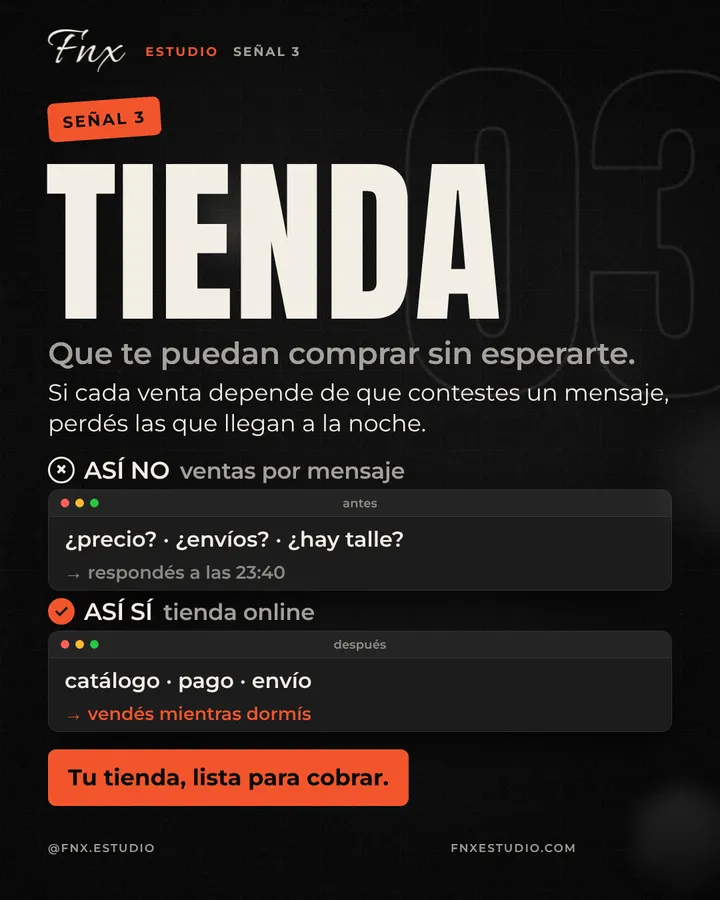 Fnx ESTUDIO SEÑAL 3
SEÑAL 3
03
TIENDA
Que te puedan comprar sin esperarte.
Si cada venta depende de que contestes un mensaje,
perdés las que llegan a la noche.
ASÍ NO ventas por mensaje
antes
¿precio? · ¿envíos? · ¿hay talle?
→ respondés a las 23:40
ASÍ SÍ tienda online
después
catálogo · pago · envío
→ vendés mientras dormís
Tu tienda, lista para cobrar.
@FNX.ESTUDIO FNXESTUDIO.COM